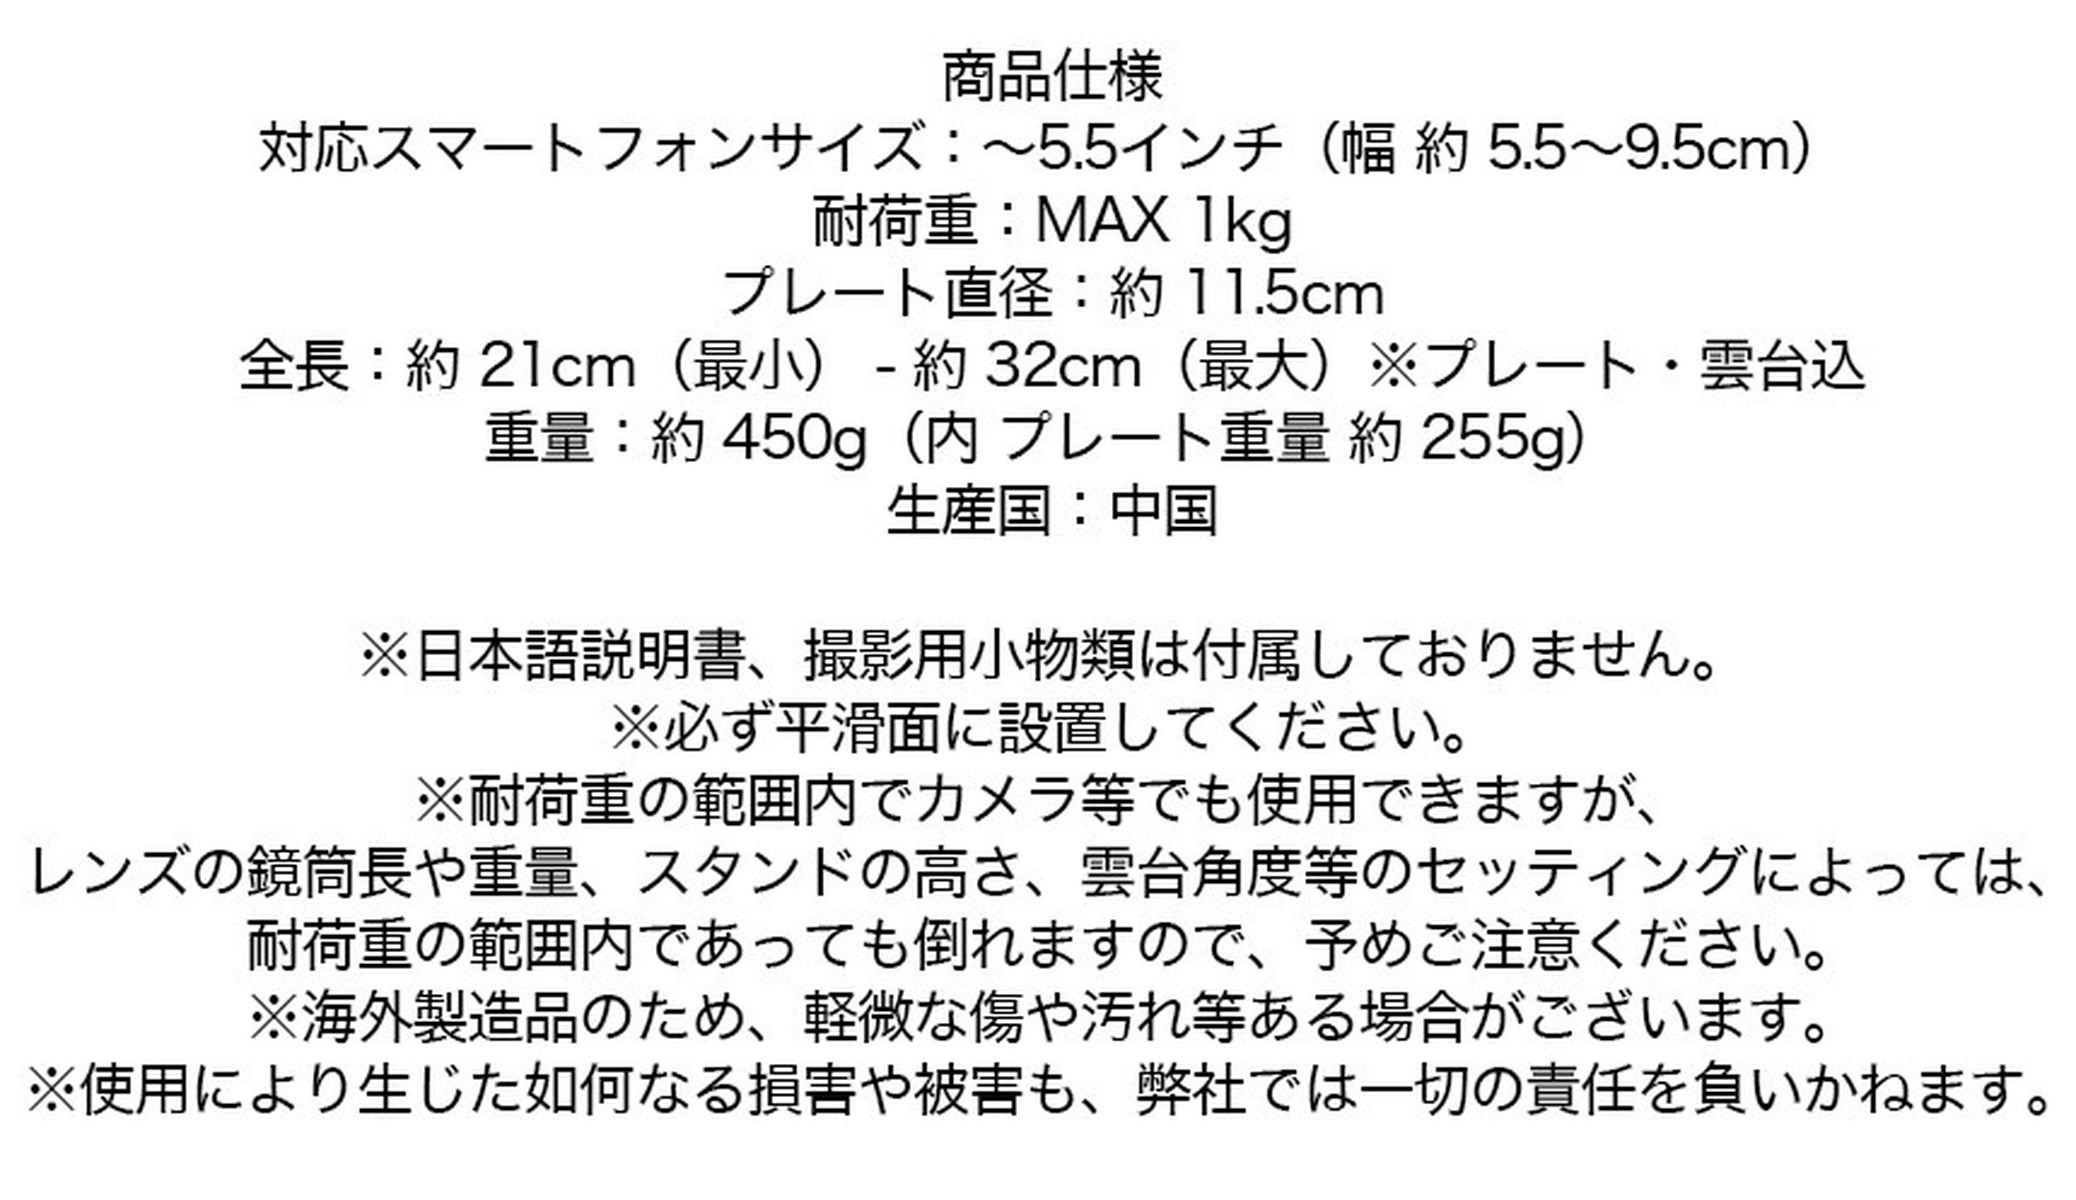 商品仕様
対応スマートフォンサイズ：〜5.5インチ（幅 約 5.5〜9.5cm）
耐荷重：MAX 1kg
プレート直径：約 11.5cm
全長：約 21cm（最小） - 約 32cm（最大）※プレート・雲台込
重量：約 450g（内 プレート重量 約 255g）
生産国：中国
※日本語説明書、撮影用小物類は付属しておりません。
※必ず平滑面に設置してください。
※耐荷重の範囲内でカメラ等でも使用できますが、
レンズの鏡筒長や重量、スタンドの高さ、雲台角度等のセッティングによっては、
耐荷重の範囲内であっても倒れますので、予めご注意ください。
※海外製造品のため、軽微な傷や汚れ等ある場合がございます。
※使用により生じた如何なる損害や被害も、弊社では一切の責任を負いかねます。